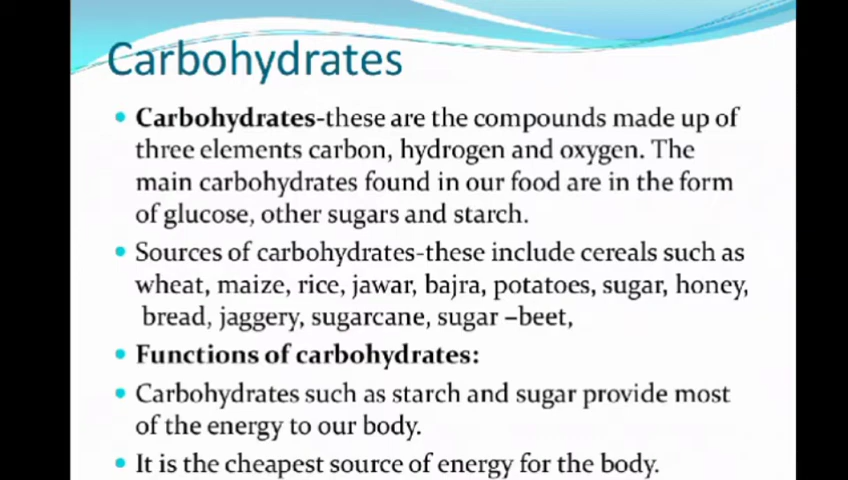 Carbohydrates
• Carbohydrates-these are the compounds made up of
three elements carbon, hydrogen and oxygen. The
main carbohydrates found in our food are in the form
of glucose, other sugars and starch.
• Sources of carbohydrates-these include cereals such as
wheat, maize, rice, jawar, bajra, potatoes, sugar, honey,
bread, jaggery, sugarcane, sugar –beet,
• Functions of carbohydrates:
• Carbohydrates such as starch and sugar provide most
of the energy to our body.
• It is the cheapest source of energy for the body.